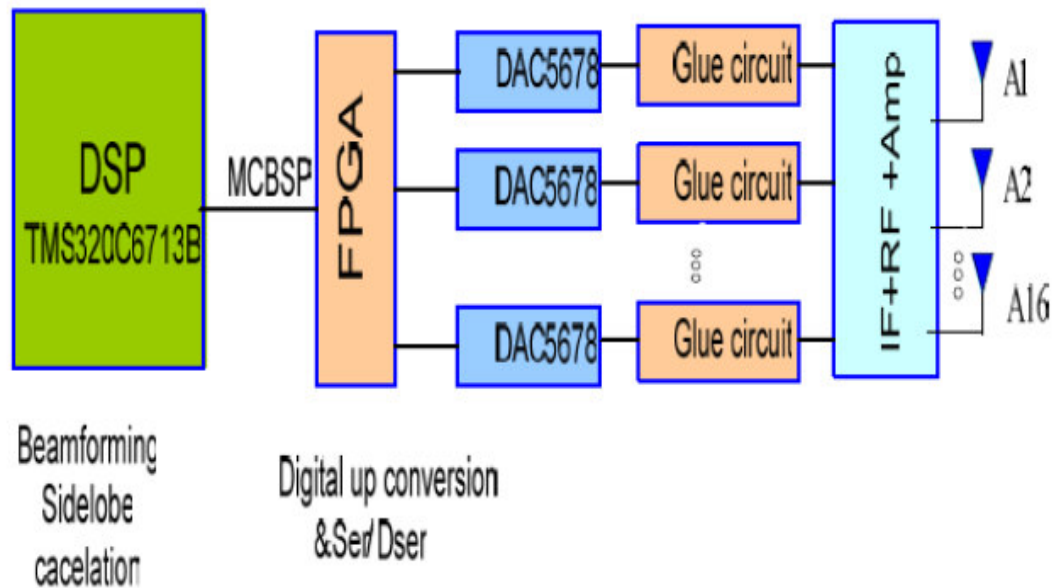 DSP
TMS320C6713B
MCBSP
FPGA
DAC5678
Glue circuit
DAC5678
Glue circuit
DAC5678
Glue circuit
IF+RF +Amp
A1
A2
A16
Beamforming
Sidelobe
cacelation
Digital up conversion
&Ser/Dser